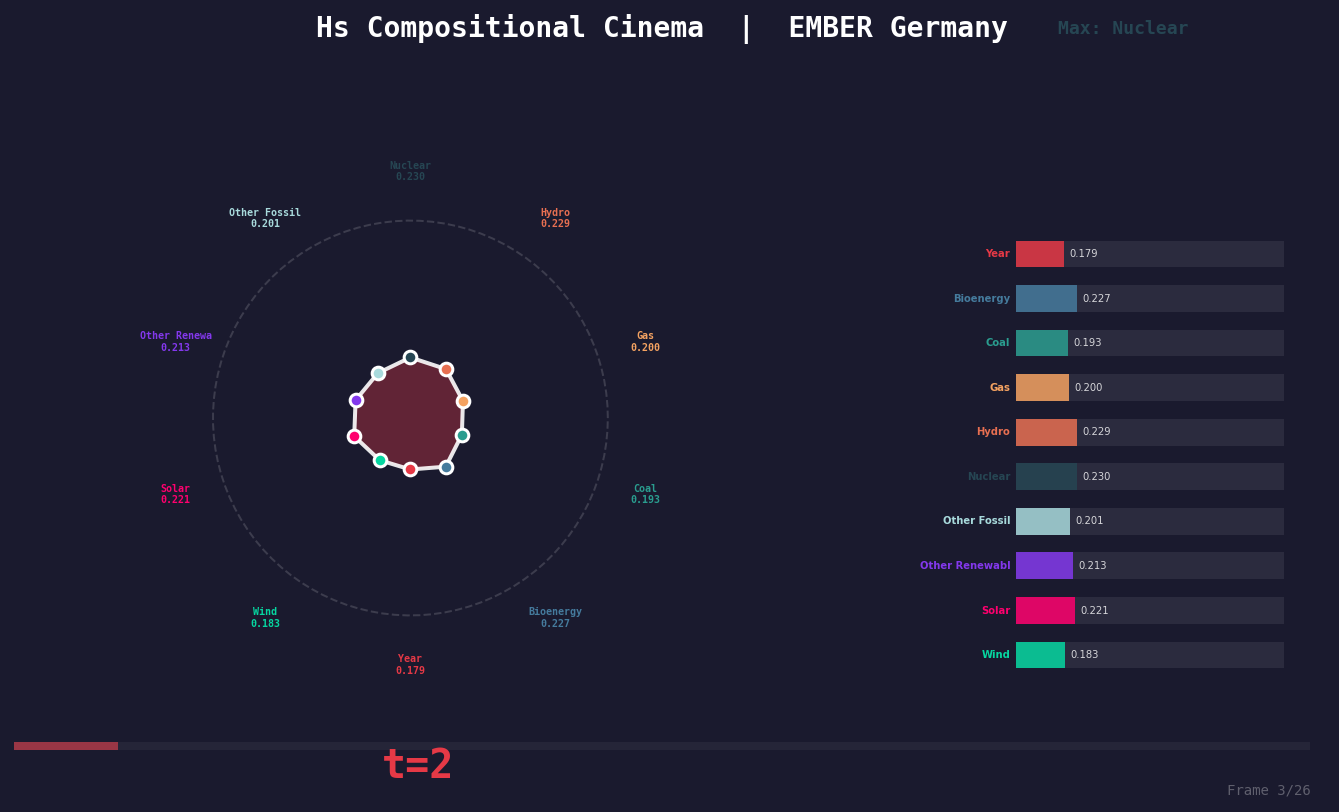 Hs Compositional Cinema  |  EMBER Germany
Max: Nuclear
Nuclear
0.230
Other Fossil
0.201
Hydro
0.229
Other Renewa
0.213
Gas
0.200
Solar
0.221
Coal
0.193
Wind
0.183
Bioenergy
0.227
Year
0.179
Year 0.179
Bioenergy 0.227
Coal 0.193
Gas 0.200
Hydro 0.229
Nuclear 0.230
Other Fossil 0.201
Other Renewabl 0.213
Solar 0.221
Wind 0.183
t=2
Frame 3/26